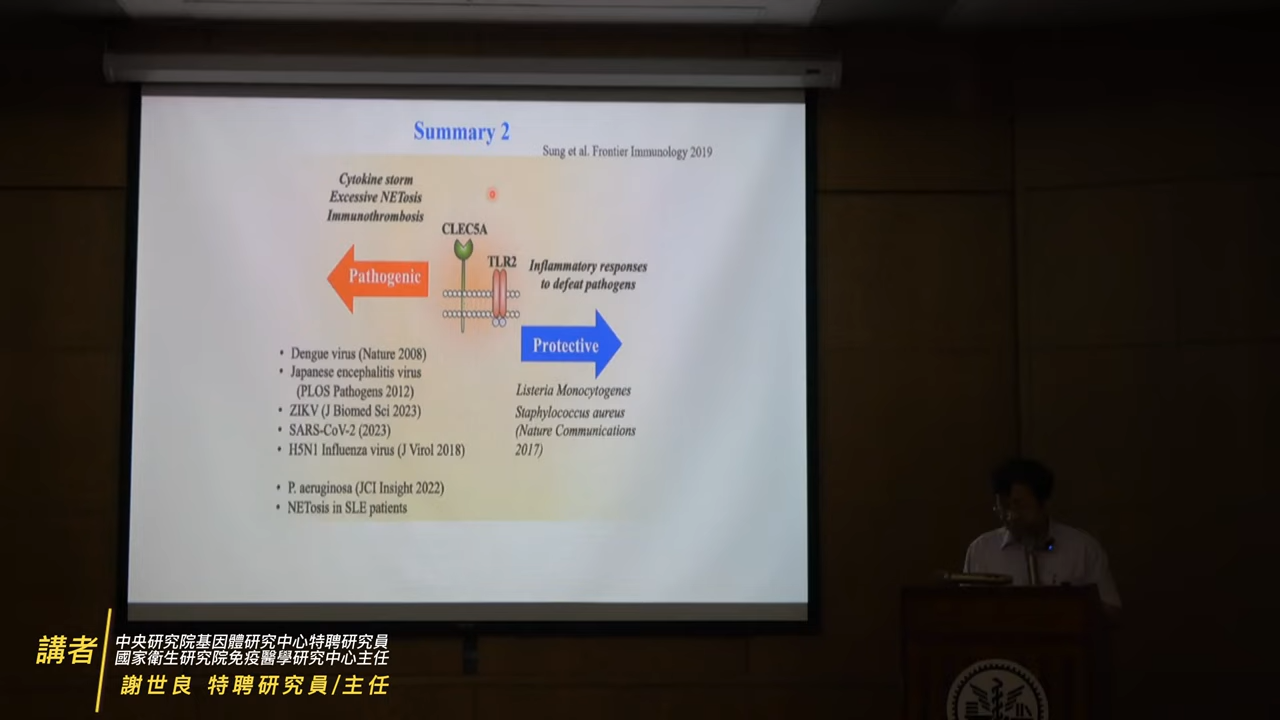 Summary 2
Sung et al. Frontier Immunology 2019
Cytokine storm
Excessive NETosis
Immunothrombosis
CLEC5A
TLR2
Pathogenic
Inflammatory responses
to defeat pathogens
Protective
• Dengue virus (Nature 2008)
• Japanese encephalitis virus
(PLOS Pathogens 2012)
• ZIKV (J Biomed Sci 2023)
• SARS-CoV-2 (2023)
• H5N1 Influenza virus (J Virol 2018)
• P. aeruginosa (JCI Insight 2022)
• NETosis in SLE patients
Listeria Monocytogenes
Staphylococcus aureus
(Nature Communications
2017)
講者
中央研究院基因體研究中心特聘研究員
國家衛生研究院免疫醫學研究中心主任
謝世良 特聘研究員/主任